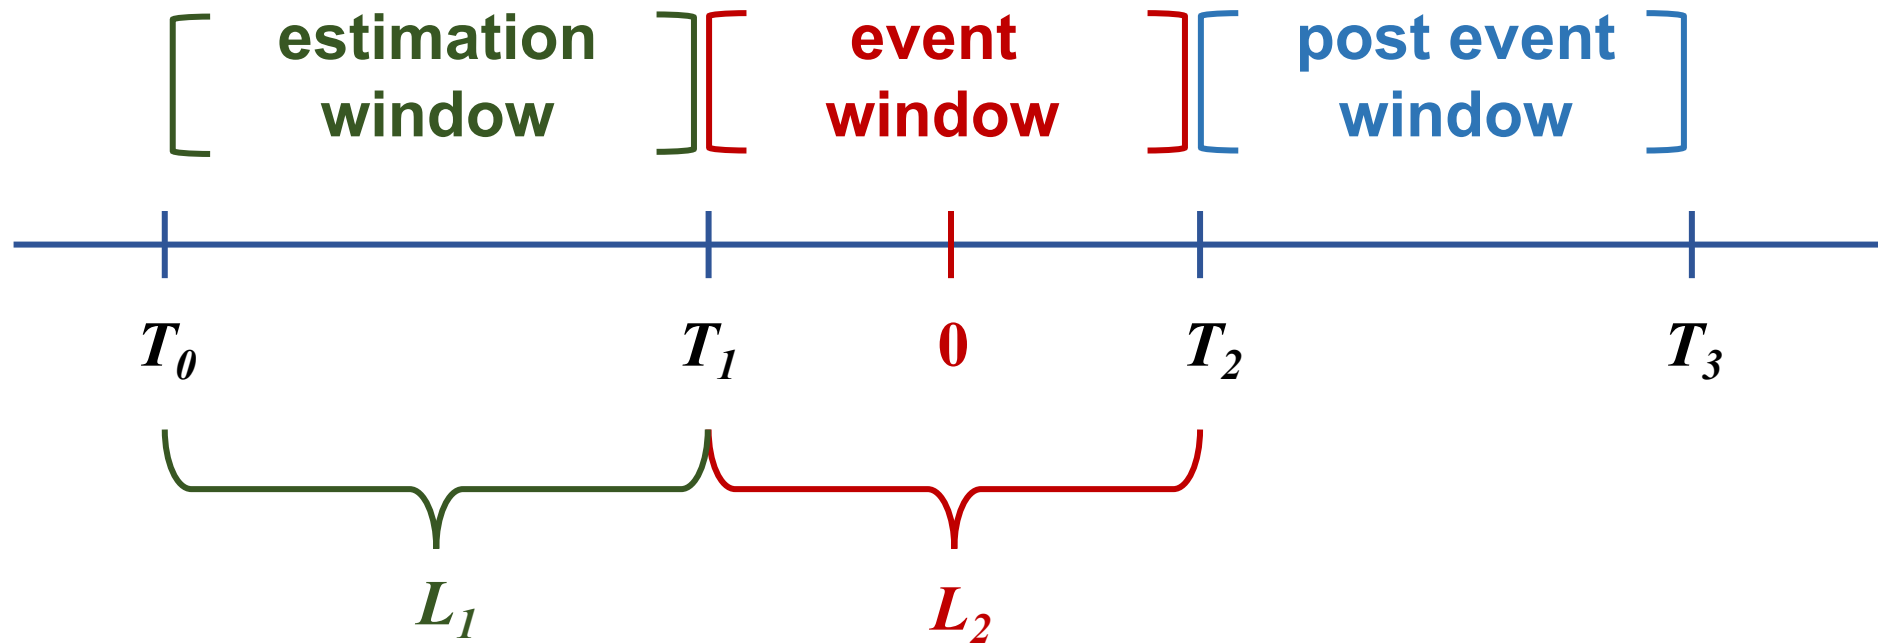 estimation window
event window
post event window
T₀ T₁ 0 T₂ T₃
L₁ L₂